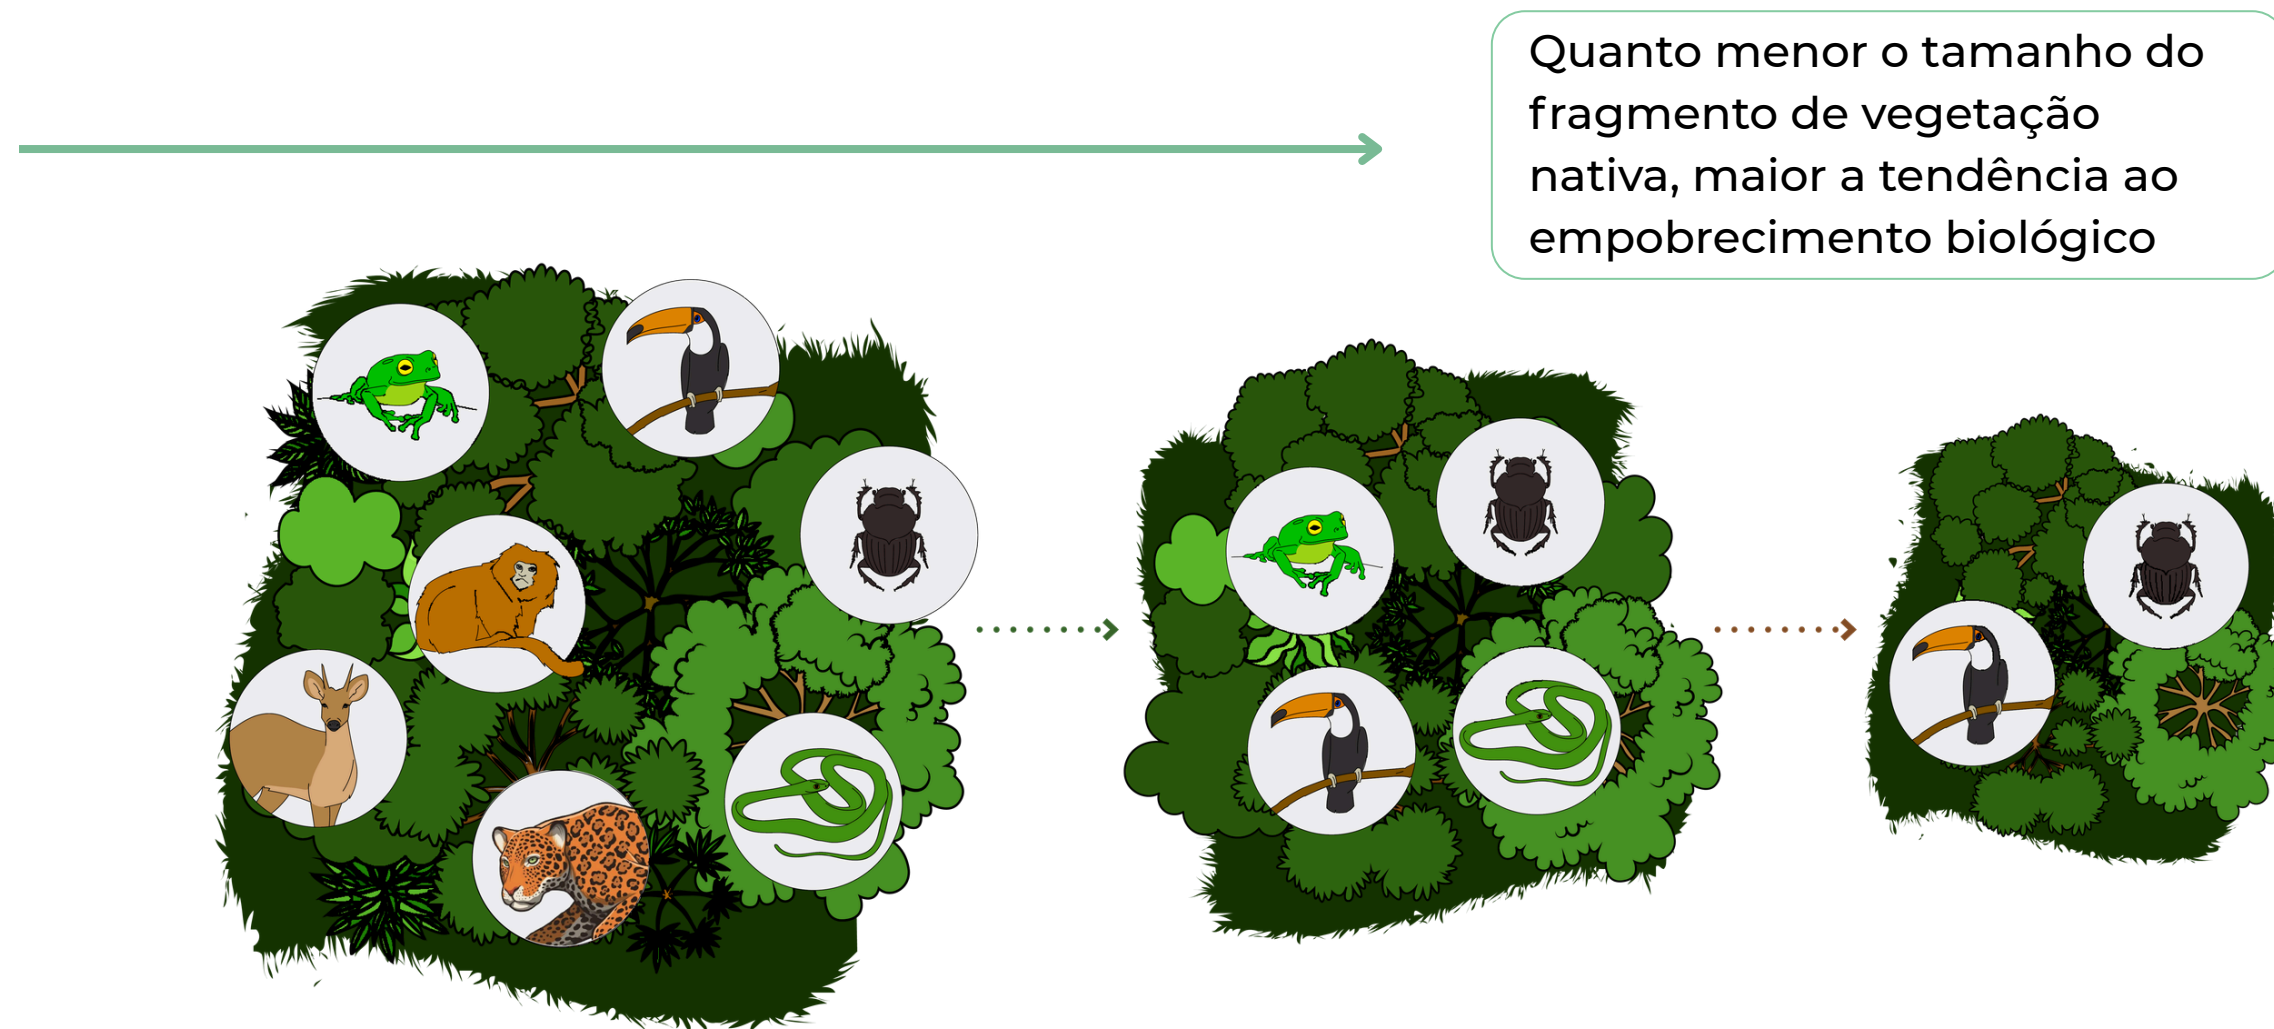 Quanto menor o tamanho do
fragmento de vegetação
nativa, maior a tendência ao
empobrecimento biológico